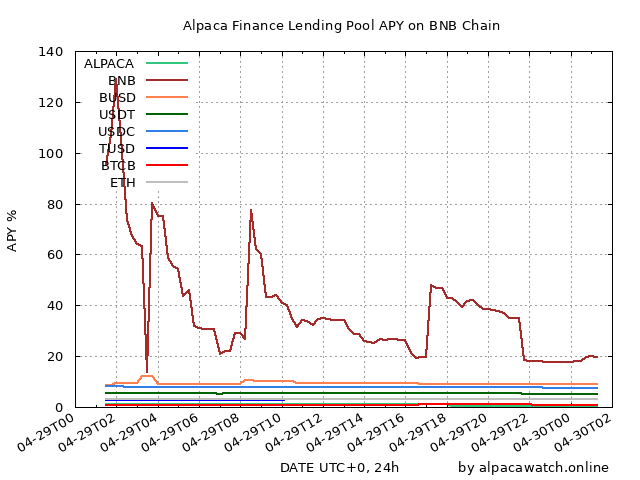 Alpaca Finance Lending Pool APY on BNB Chain
140
120
100
80
60
40
20
0
APY %
ALPACA
BNB
BUSD
USDT
USDC
TUSD
BTCB
ETH
04-29T00
04-29T02
04-29T04
04-29T06
04-29T08
04-29T10
04-29T12
04-29T14
04-29T16
04-29T18
04-29T20
04-29T22
04-30T00
04-30T02
DATE UTC+0, 24h
by alpacawatch.online